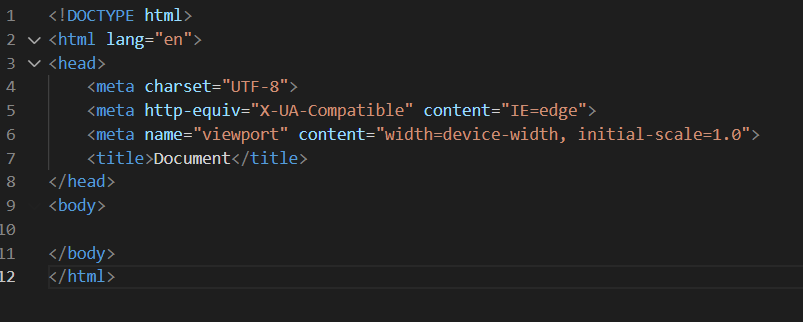 1 <!DOCTYPE html>
2 <html lang="en">
3 <head>
4     <meta charset="UTF-8">
5     <meta http-equiv="X-UA-Compatible" content="IE=edge">
6     <meta name="viewport" content="width=device-width, initial-scale=1.0">
7     <title>Document</title>
8 </head>
9 <body>
10
11 </body>
12 </html>